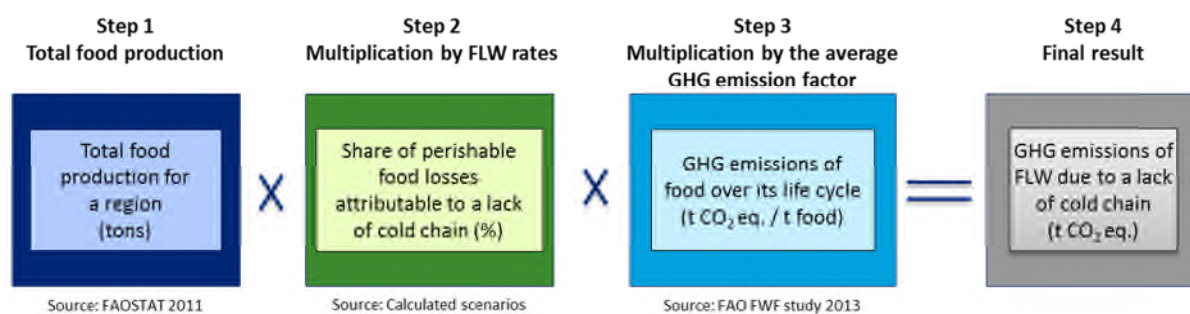 Step 1
Total food production
Step 2
Multiplication by FLW rates
Step 3
Multiplication by the average
GHG emission factor
Step 4
Final result
Total food
production for
a region
(tons)
X
Share of perishable
food losses
attributable to a lack
of cold chain (%)
X
GHG emissions of
food over its life cycle
(t CO₂ eq. / t food)
=
GHG emissions of
FLW due to a lack
of cold chain
(t CO₂ eq.)
Source: FAOSTAT 2011
Source: Calculated scenarios
Source: FAO FWF study 2013